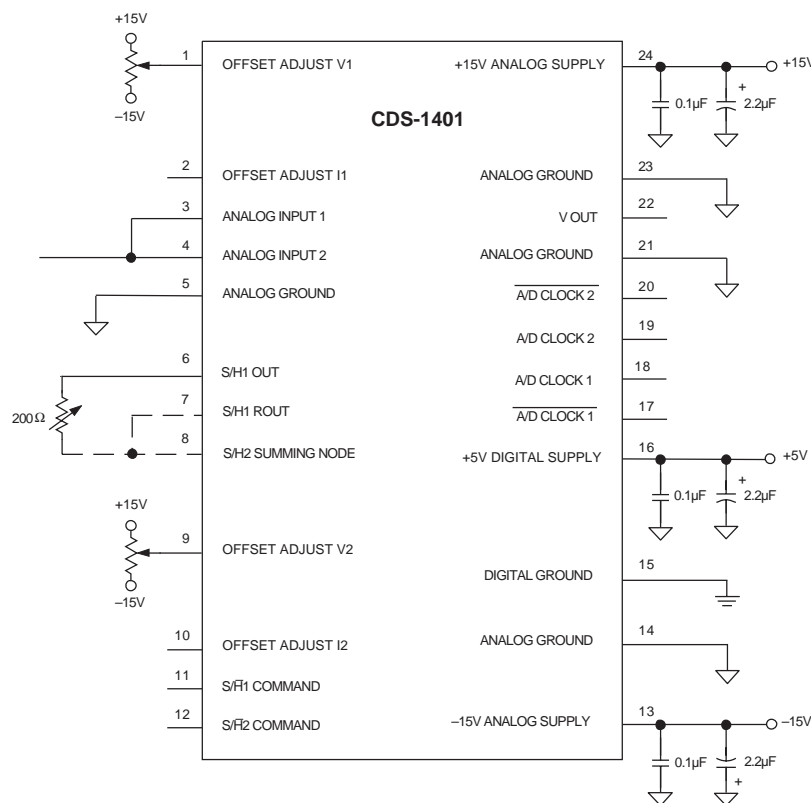 +15V
–15V
1
OFFSET ADJUST V1
2
OFFSET ADJUST I1
3
ANALOG INPUT 1
4
ANALOG INPUT 2
5
ANALOG GROUND
6
S/H1 OUT
200Ω
7
S/H1 ROUT
8
S/H2 SUMMING NODE
+15V
–15V
9
OFFSET ADJUST V2
10
OFFSET ADJUST I2
11
S/H̅1 COMMAND
12
S/H̅2 COMMAND
CDS-1401
+15V ANALOG SUPPLY
24
+15V
0.1µF
+
2.2µF
ANALOG GROUND
23
V OUT
22
ANALOG GROUND
21
A/D CLOCK 2
20
A/D CLOCK 2
19
A/D CLOCK 1
18
A/D CLOCK 1
17
+5V DIGITAL SUPPLY
16
+5V
0.1µF
+
2.2µF
DIGITAL GROUND
15
ANALOG GROUND
14
–15V ANALOG SUPPLY
13
–15V
0.1µF
2.2µF
+